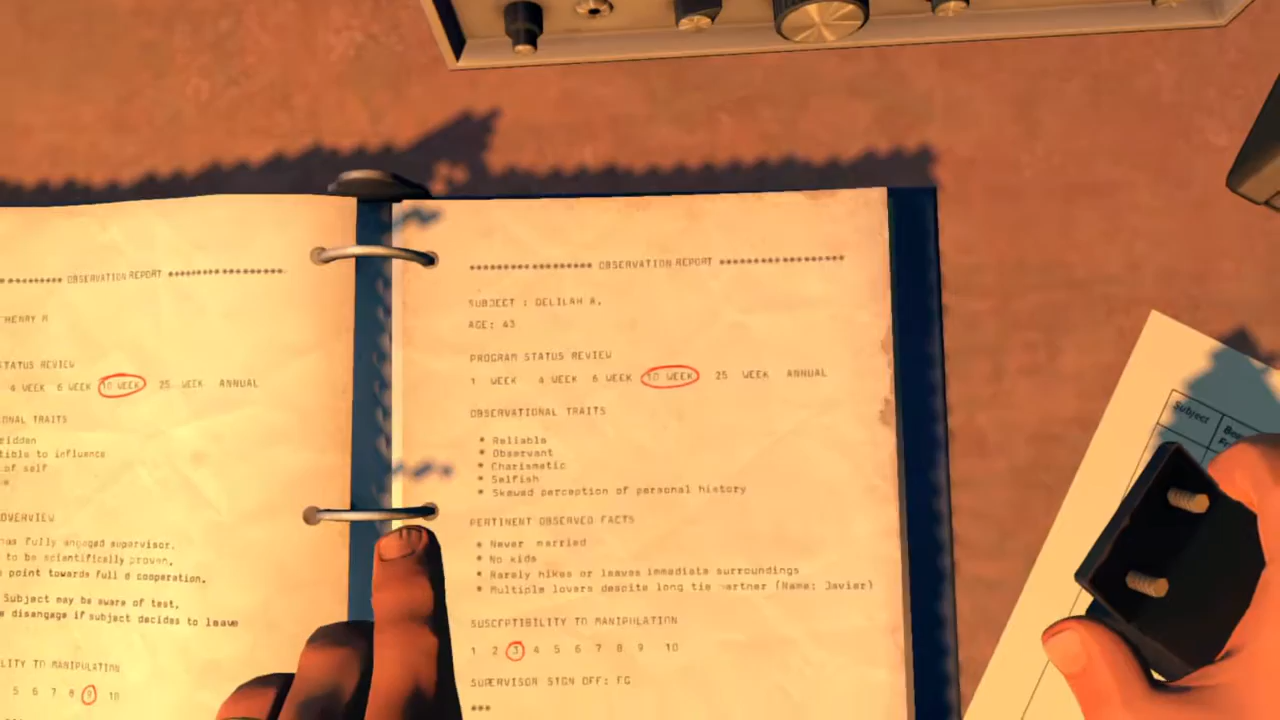 ******** OBSERVATION REPORT *****************
HENRY
STATUS REVIEW
4 WEEK 6 WEEK 10 WEEK 25 WEEK ANNUAL
ONAL TRAITS
ridden
tible to influence
of self
OVERVIEW
has fully engaged supervisor.
to be scientifically proven,
point towards full d cooperation.
Subject may be aware of test,
disengage if subject decides to leave
LITY TO MANIPULATION
5 6 7 8 9 10
***************** OBSERVATION REPORT *****************
SUBJECT : DELILAH
AGE: 43
PROGRAM STATUS REVIEW
1 WEEK 4 WEEK 6 WEEK 10 WEEK 25 WEEK ANNUAL
OBSERVATIONAL TRAITS
* Reliable
* Observant
* Charismatic
* Selfish
* Skewed perception of personal history
PERTINENT OBSERVED FACTS
* Never married
* No kids
* Rarely hikes or leaves immediate surroundings
* Multiple lovers despite long tie artner (Name: Javier)
SUSCEPTIBILITY TO MANIPULATION
1 2 3 4 5 6 7 8 9 10
SUPERVISOR SIGN OFF: FG
***
Subject